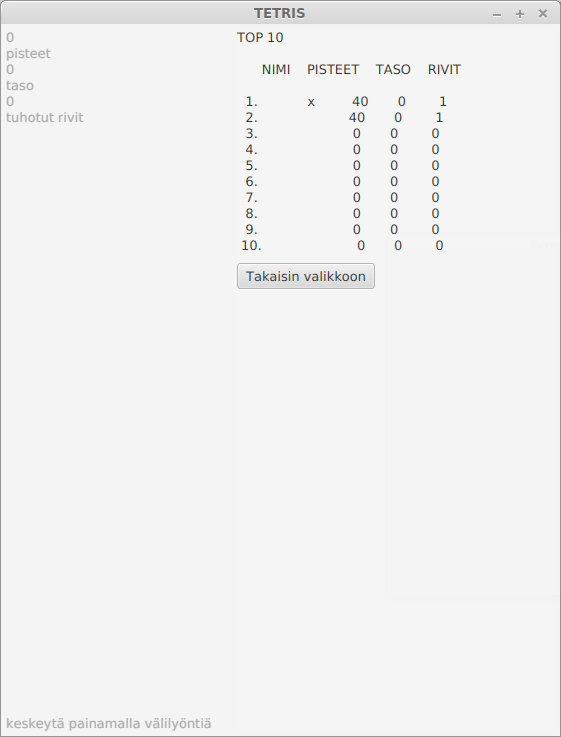 TETRIS
0
pisteet
0
taso
0
tuhotut rivit
TOP 10
NIMI PISTEET TASO RIVIT
1. x 40 0 1
2. 40 0 1
3. 0 0 0
4. 0 0 0
5. 0 0 0
6. 0 0 0
7. 0 0 0
8. 0 0 0
9. 0 0 0
10. 0 0 0
Takaisin valikkoon
keskeytä painamalla välilyöntiä